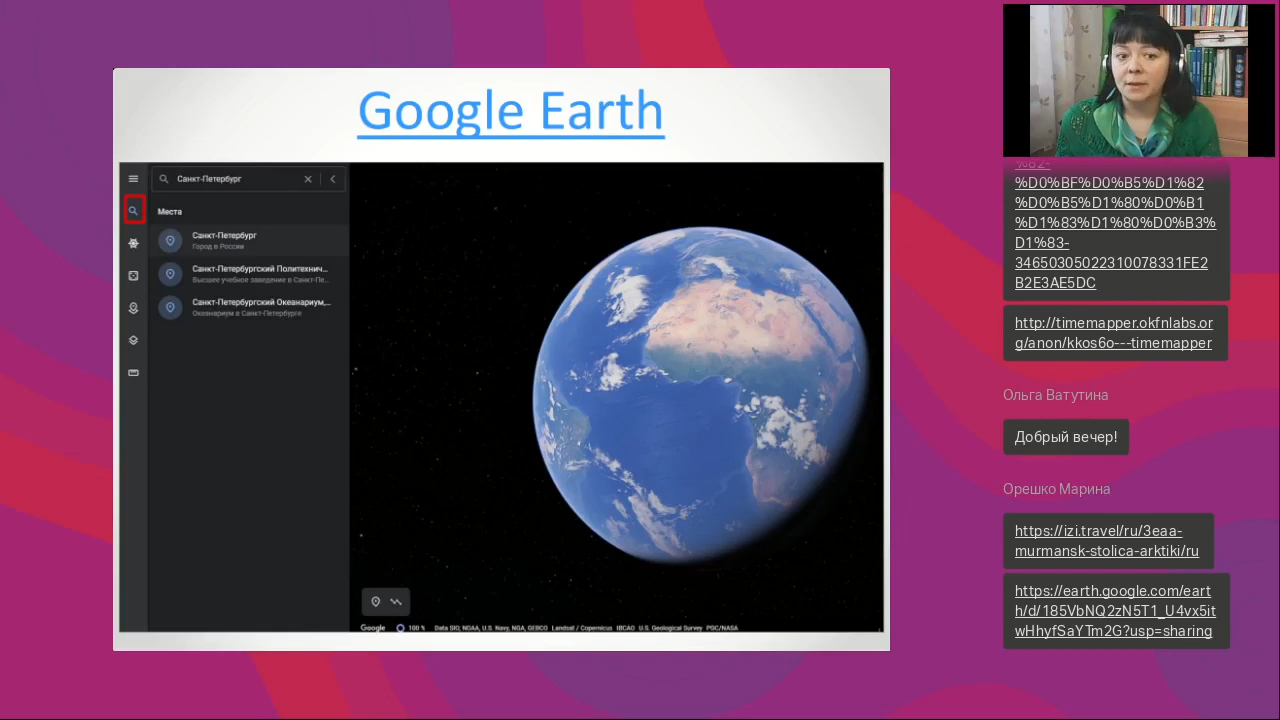 Google Earth
Санкт-Петербург
Места
Санкт-Петербург
Город в России
Санкт-Петербургский Политехнич...
Высшее учебное заведение в Санкт-Пе...
Санкт-Петербургский Океанариум,...
Океанариум в Санкт-Петербурге
Google 100 % Data SIO, NOAA, U.S. Navy, NGA, GEBCO Landsat / Copernicus IBCAO U.S. Geological Survey PGC/NASA
%82-
%D0%BF%D0%B5%D1%82
%D0%B5%D1%80%D0%B1
%D1%83%D1%80%D0%B3%
D1%83-
34650305022310078331FE2
B2E3AE5DC
http://timemapper.okfnlabs.or
g/anon/kkos6o---timemapper
Ольга Ватутина
Добрый вечер!
Орешко Марина
https://izi.travel/ru/3eaa-
murmansk-stolica-arktiki/ru
https://earth.google.com/eart
h/d/185VbNQ2zN5T1_U4vx5it
wHhyfSaYTm2G?usp=sharing